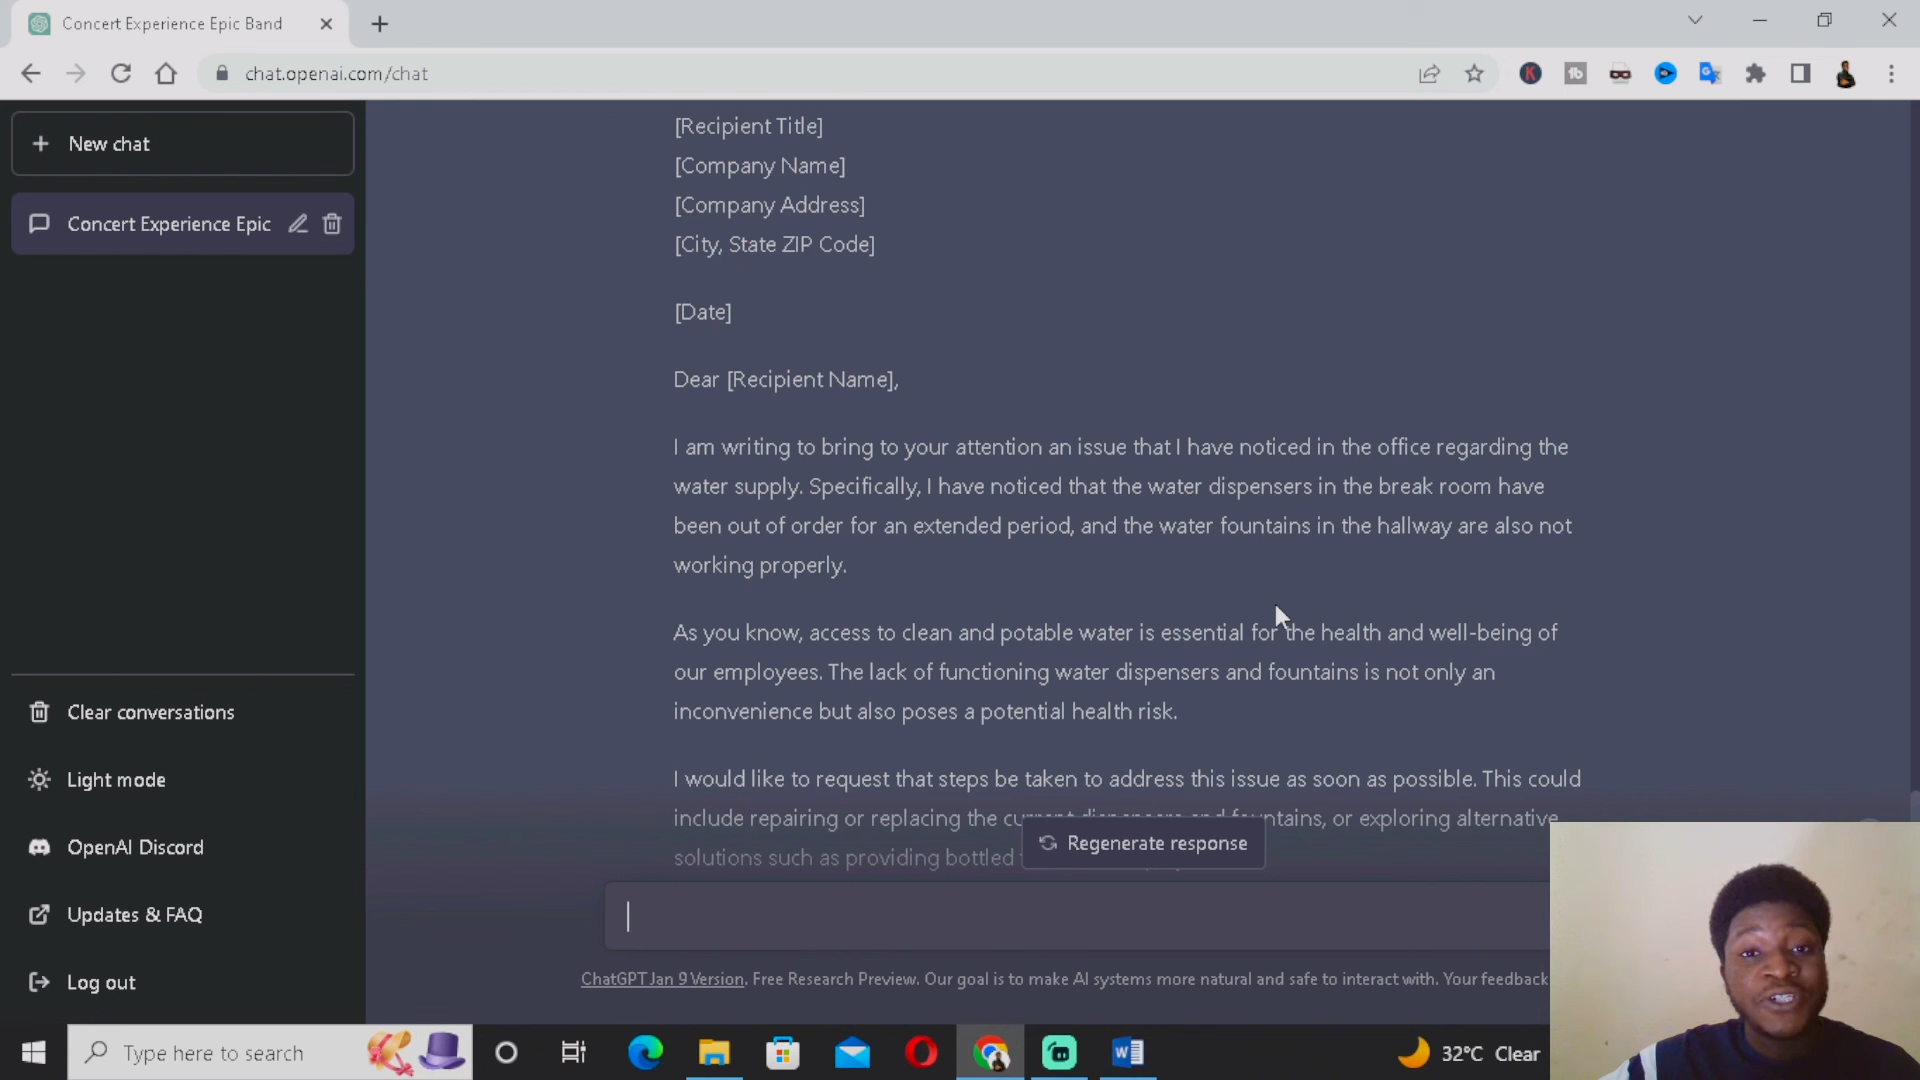 Concert Experience Epic Band
chat.openai.com/chat
New chat
Concert Experience Epic
Clear conversations
Light mode
OpenAI Discord
Updates & FAQ
Log out
[Recipient Title]
[Company Name]
[Company Address]
[City, State ZIP Code]
[Date]
Dear [Recipient Name],
I am writing to bring to your attention an issue that I have noticed in the office regarding the
water supply. Specifically, I have noticed that the water dispensers in the break room have
been out of order for an extended period, and the water fountains in the hallway are also not
working properly.
As you know, access to clean and potable water is essential for the health and well-being of
our employees. The lack of functioning water dispensers and fountains is not only an
inconvenience but also poses a potential health risk.
I would like to request that steps be taken to address this issue as soon as possible. This could
include repairing or replacing the current dispensers and fountains, or exploring alternative
solutions such as providing bottled
Regenerate response
ChatGPT Jan 9 Version. Free Research Preview. Our goal is to make AI systems more natural and safe to interact with. Your feedback
Type here to search
32°C Clear